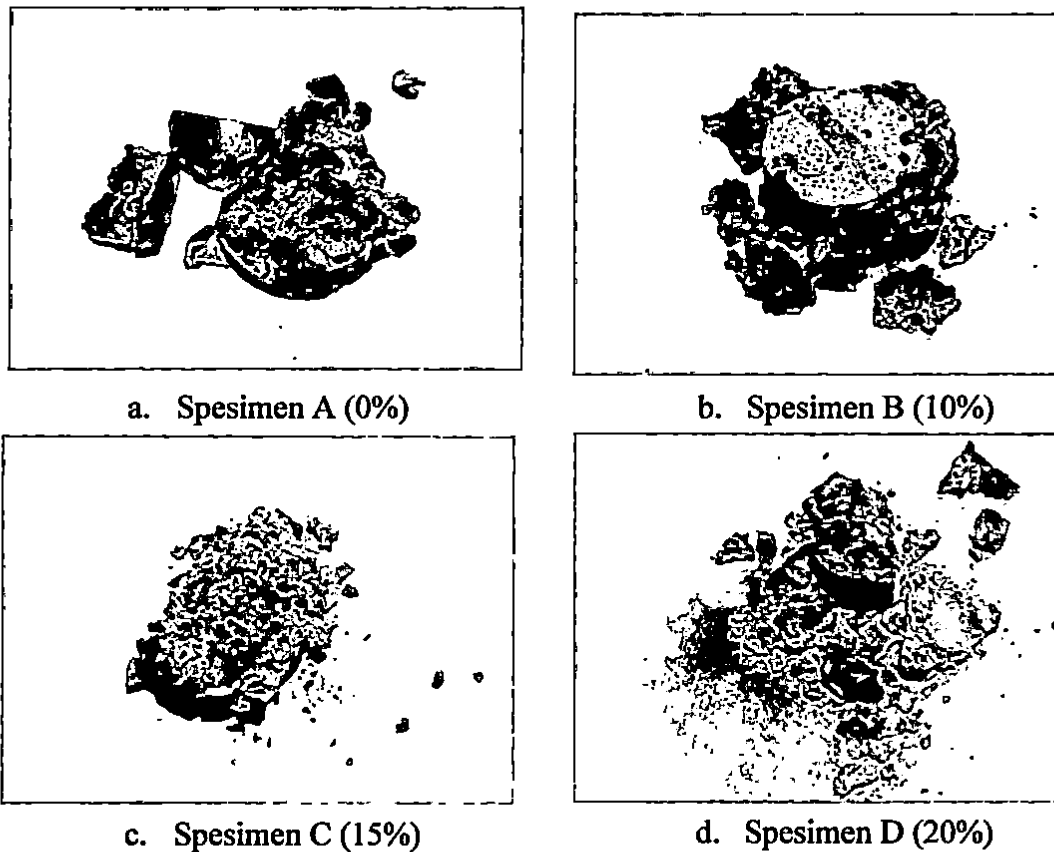 a. Spesimen A (0%)
b. Spesimen B (10%)
c. Spesimen C (15%)
d. Spesimen D (20%)